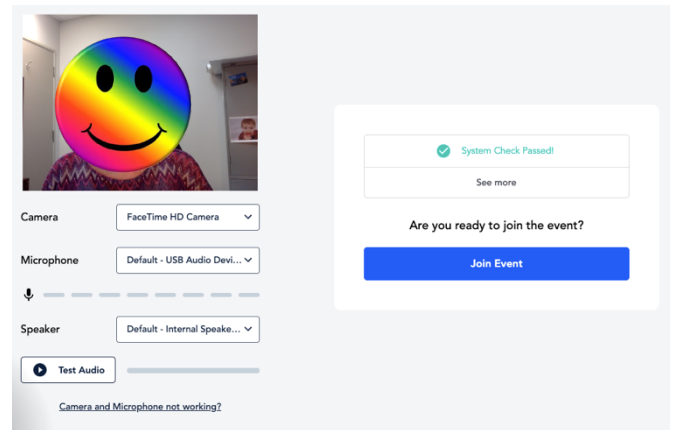 Camera
FaceTime HD Camera
Microphone
Default - USB Audio Devi...
Speaker
Default - Internal Speake...
Test Audio
Camera and Microphone not working?
System Check Passed!
See more
Are you ready to join the event?
Join Event